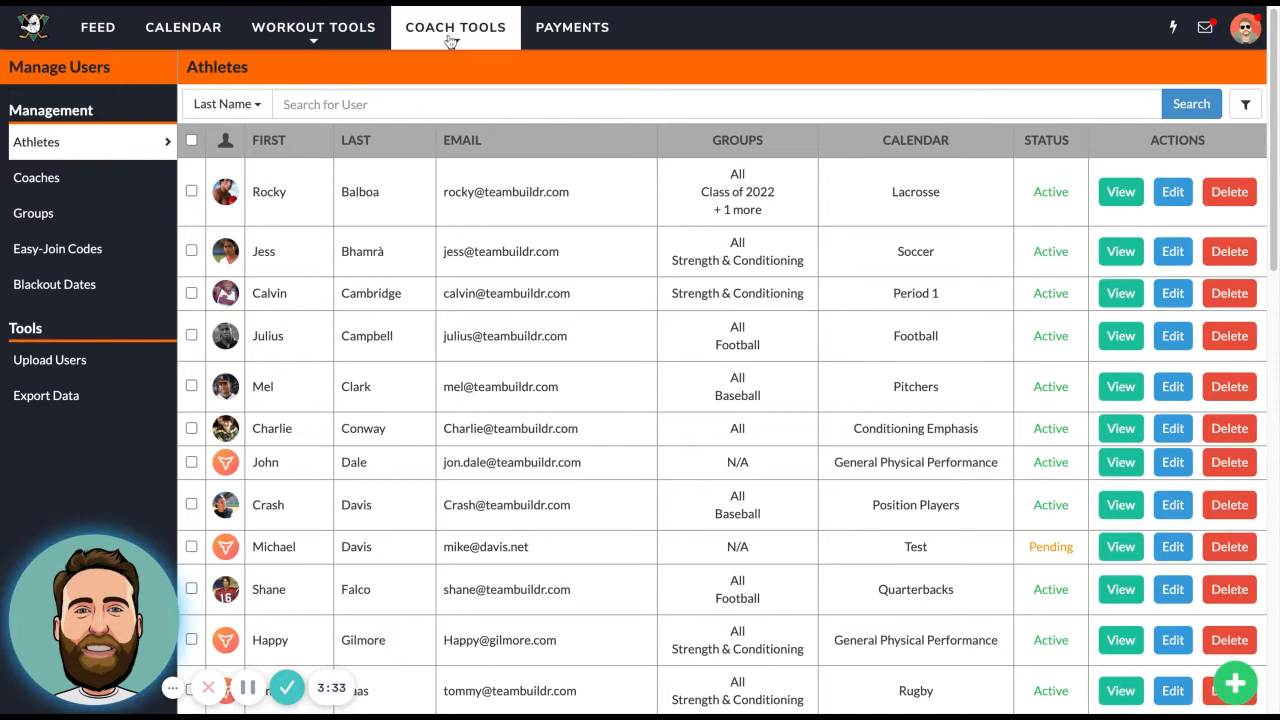 FEED CALENDAR WORKOUT TOOLS COACH TOOLS PAYMENTS
Manage Users
Athletes
Management
Athletes
Coaches
Groups
Easy-Join Codes
Blackout Dates
Tools
Upload Users
Export Data
Last Name Search for User Search
FIRST LAST EMAIL GROUPS CALENDAR STATUS ACTIONS
Rocky Balboa rocky@teambuildr.com All Class of 2022 + 1 more Lacrosse Active View Edit Delete
Jess Bhamrà jess@teambuildr.com All Strength & Conditioning Soccer Active View Edit Delete
Calvin Cambridge calvin@teambuildr.com Strength & Conditioning Period 1 Active View Edit Delete
Julius Campbell julius@teambuildr.com All Football Football Active View Edit Delete
Mel Clark mel@teambuildr.com All Baseball Pitchers Active View Edit Delete
Charlie Conway Charlie@teambuildr.com All Conditioning Emphasis Active View Edit Delete
John Dale jon.dale@teambuildr.com N/A General Physical Performance Active View Edit Delete
Crash Davis Crash@teambuildr.com All Baseball Position Players Active View Edit Delete
Michael Davis mike@davis.net N/A Test Pending View Edit Delete
Shane Falco shane@teambuildr.com All Football Quarterbacks Active View Edit Delete
16
Happy Gilmore Happy@gilmore.com All Strength & Conditioning General Physical Performance Active View Edit Delete
tommy@teambuildr.com All Strength & Conditioning Rugby Active View Edit
3:33